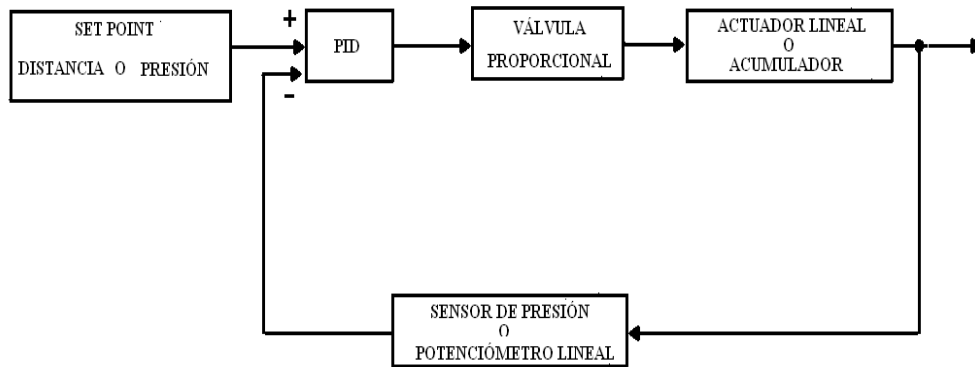 SET POINT
DISTANCIA O PRESIÓN
+
-
PID
VÁLVULA
PROPORCIONAL
ACTUADOR LINEAL
O
ACUMULADOR
SENSOR DE PRESIÓN
O
POTENCIÓMETRO LINEAL